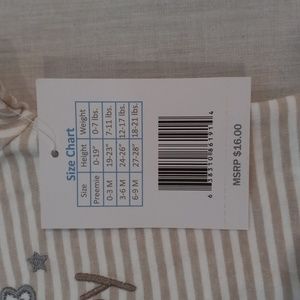 Size Chart
Size Height Weight
Preemie 0-19" 0-7 lbs.
0-3 M 19-23" 7-11 lbs.
3-6 M 24-26" 12-17 lbs.
6-9 M 27-28" 18-21 lbs.
MSRP $16.00